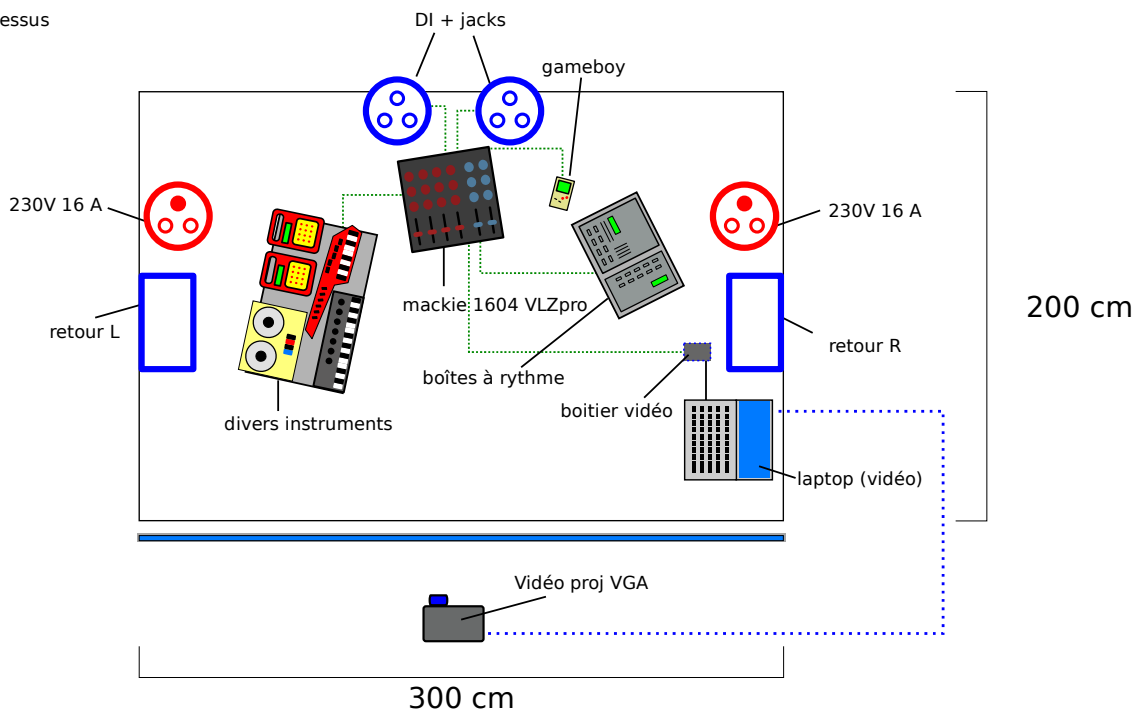 essus
DI + jacks
gameboy
230V 16 A
230V 16 A
mackie 1604 VLZpro
200 cm
retour L
retour R
boîtes à rythme
boitier vidéo
divers instruments
laptop (vidéo)
Vidéo proj VGA
300 cm